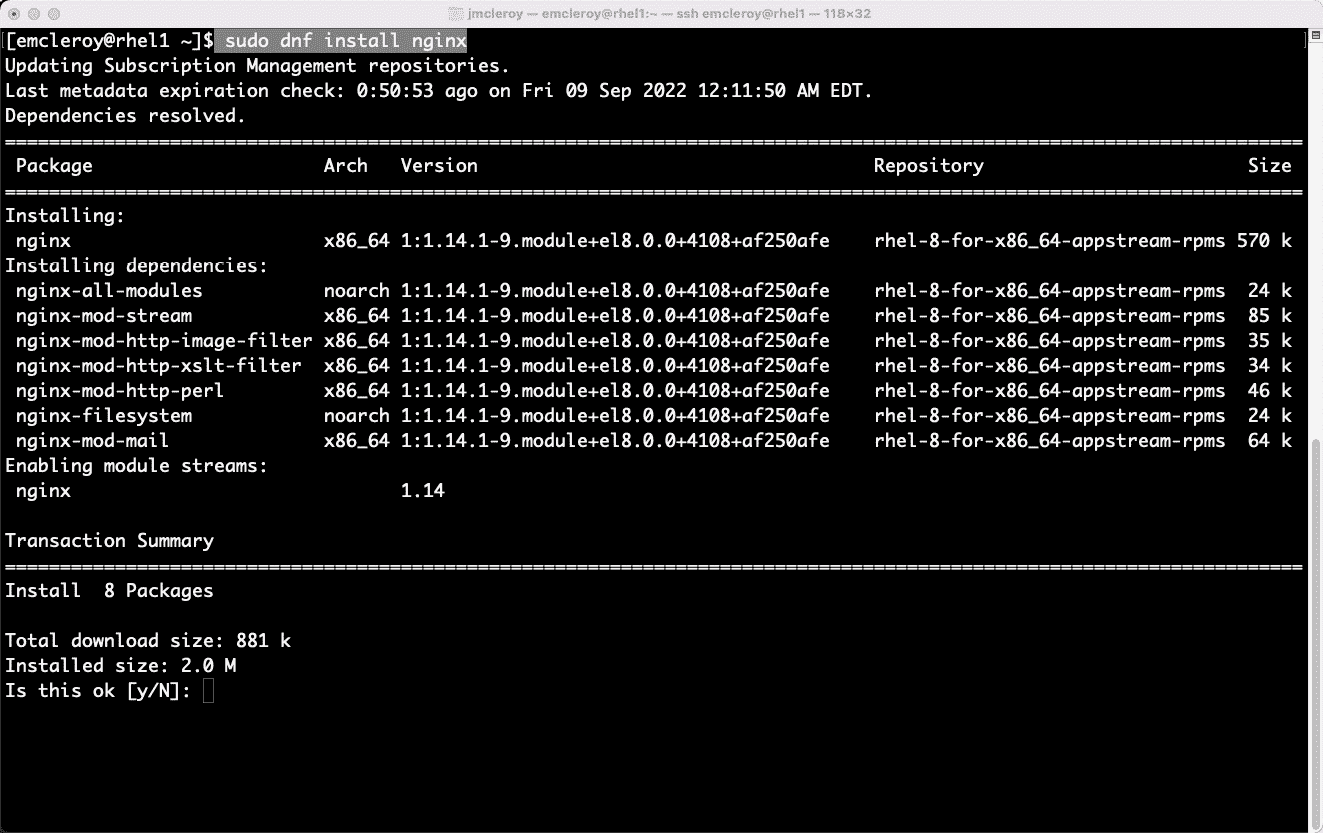 jmcleroy — emcleroy@rhel1:~ — ssh emcleroy@rhel1 — 118×32
[emcleroy@rhel1 ~]$ sudo dnf install nginx
Updating Subscription Management repositories.
Last metadata expiration check: 0:50:53 ago on Fri 09 Sep 2022 12:11:50 AM EDT.
Dependencies resolved.
Package Arch Version Repository Size
Installing:
nginx x86_64 1:1.14.1-9.module+el8.0.0+4108+af250afe rhel-8-for-x86_64-appstream-rpms 570 k
Installing dependencies:
nginx-all-modules noarch 1:1.14.1-9.module+el8.0.0+4108+af250afe rhel-8-for-x86_64-appstream-rpms 24 k
nginx-mod-stream x86_64 1:1.14.1-9.module+el8.0.0+4108+af250afe rhel-8-for-x86_64-appstream-rpms 85 k
nginx-mod-http-image-filter x86_64 1:1.14.1-9.module+el8.0.0+4108+af250afe rhel-8-for-x86_64-appstream-rpms 35 k
nginx-mod-http-xslt-filter x86_64 1:1.14.1-9.module+el8.0.0+4108+af250afe rhel-8-for-x86_64-appstream-rpms 34 k
nginx-mod-http-perl x86_64 1:1.14.1-9.module+el8.0.0+4108+af250afe rhel-8-for-x86_64-appstream-rpms 46 k
nginx-filesystem noarch 1:1.14.1-9.module+el8.0.0+4108+af250afe rhel-8-for-x86_64-appstream-rpms 24 k
nginx-mod-mail x86_64 1:1.14.1-9.module+el8.0.0+4108+af250afe rhel-8-for-x86_64-appstream-rpms 64 k
Enabling module streams:
nginx 1.14
Transaction Summary
Install 8 Packages
Total download size: 881 k
Installed size: 2.0 M
Is this ok [y/N]: